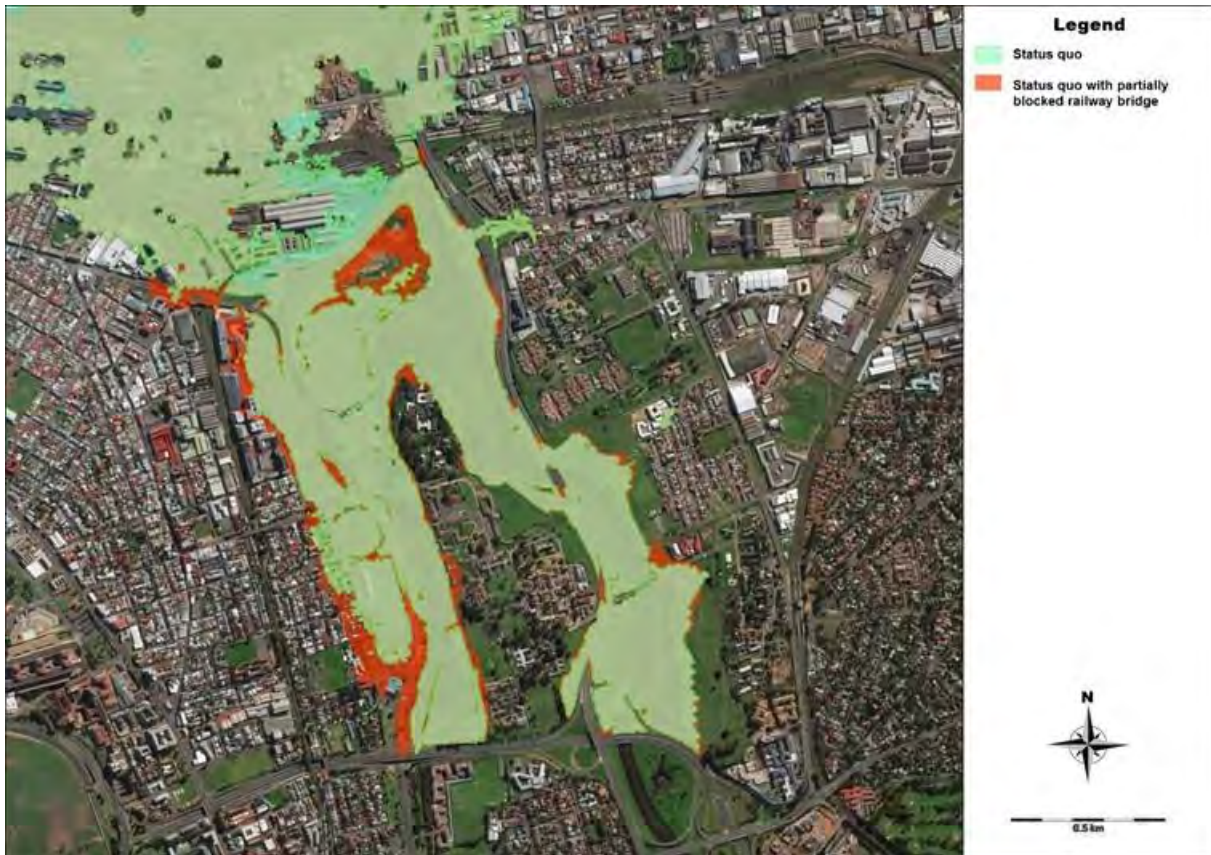 Legend
Status quo
Status quo with partially
blocked railway bridge
N
0.5 km